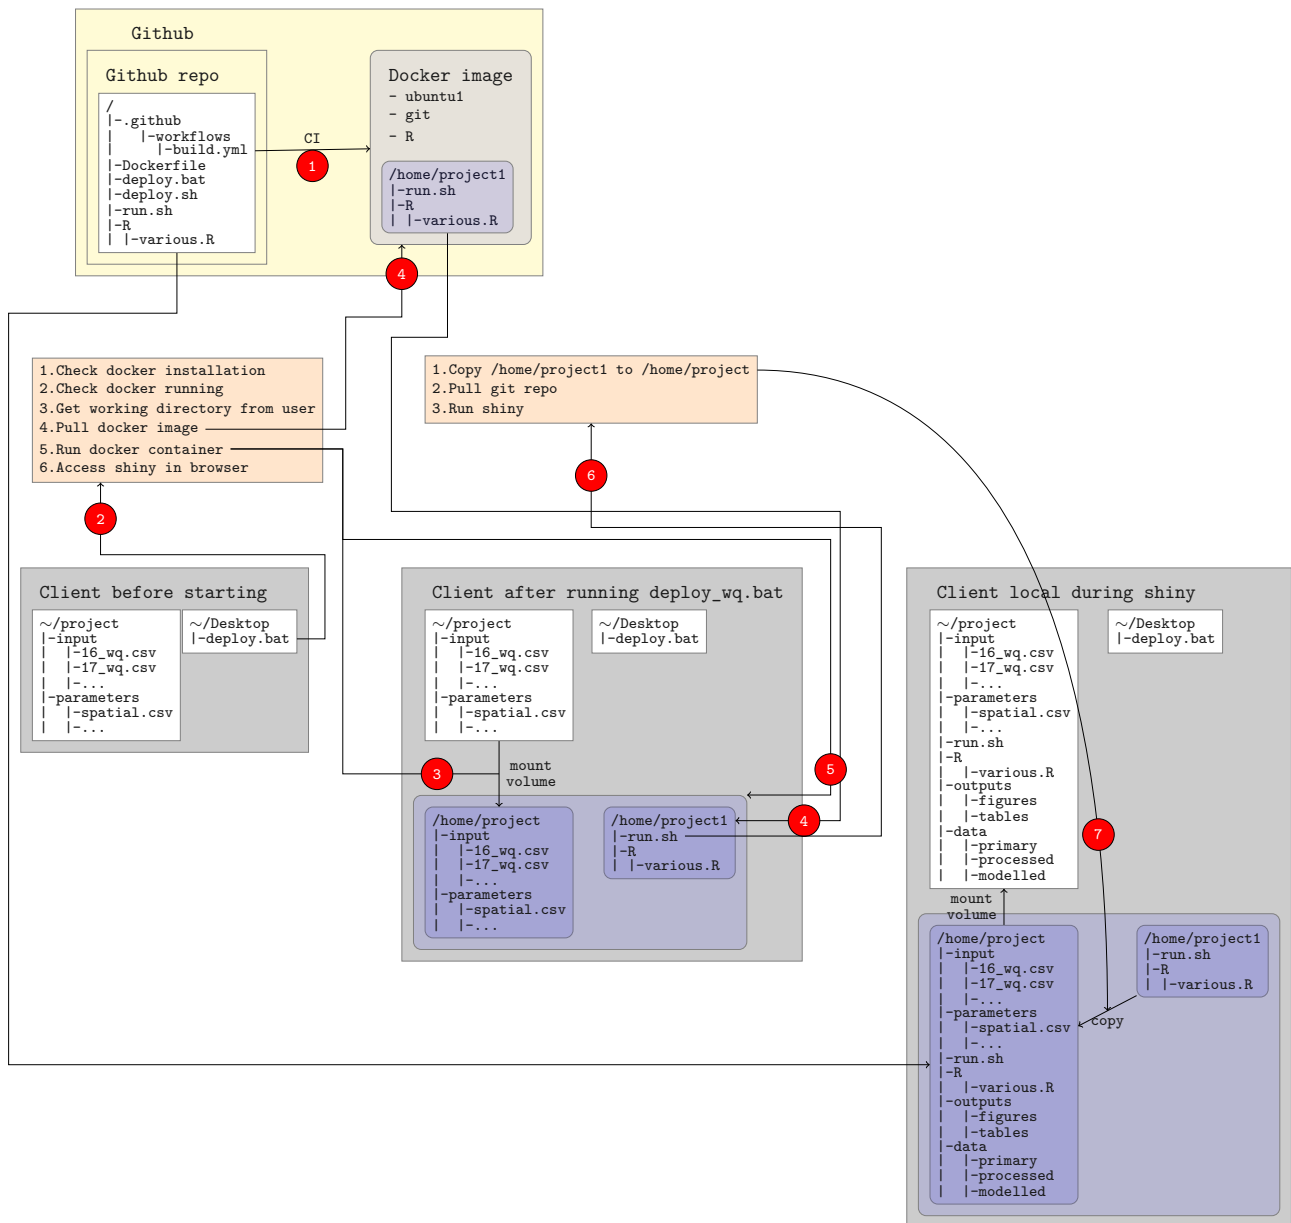 Github
Github repo
/
|-.github
|   |-workflows
|     |-build.yml
|-Dockerfile
|-deploy.bat
|-deploy.sh
|-run.sh
|-R
| |-various.R
CI
1
Docker image
- ubuntu1
- git
- R
/home/project1
|-run.sh
|-R
| |-various.R
4
1.Check docker installation
2.Check docker running
3.Get working directory from user
4.Pull docker image
5.Run docker container
6.Access shiny in browser
1.Copy /home/project1 to /home/project
2.Pull git repo
3.Run shiny
2
6
Client before starting
~/project
|-input
|  |-16_wq.csv
|  |-17_wq.csv
|  |-...
|-parameters
|  |-spatial.csv
|  |-...
~/Desktop
|-deploy.bat
Client after running deploy_wq.bat
~/project
|-input
|  |-16_wq.csv
|  |-17_wq.csv
|  |-...
|-parameters
|  |-spatial.csv
|  |-...
~/Desktop
|-deploy.bat
3
mount
volume
5
4
/home/project
|-input
|  |-16_wq.csv
|  |-17_wq.csv
|  |-...
|-parameters
|  |-spatial.csv
|  |-...
/home/project1
|-run.sh
|-R
| |-various.R
Client local during shiny
~/project
|-input
|  |-16_wq.csv
|  |-17_wq.csv
|  |-...
|-parameters
|  |-spatial.csv
|  |-...
|-run.sh
|-R
|  |-various.R
|-outputs
|  |-figures
|  |-tables
|-data
|  |-primary
|  |-processed
|  |-modelled
~/Desktop
|-deploy.bat
7
mount
volume
/home/project
|-input
|  |-16_wq.csv
|  |-17_wq.csv
|  |-...
|-parameters
|  |-spatial.csv
|  |-...
|-run.sh
|-R
|  |-various.R
|-outputs
|  |-figures
|  |-tables
|-data
|  |-primary
|  |-processed
|  |-modelled
/home/project1
|-run.sh
|-R
| |-various.R
copy